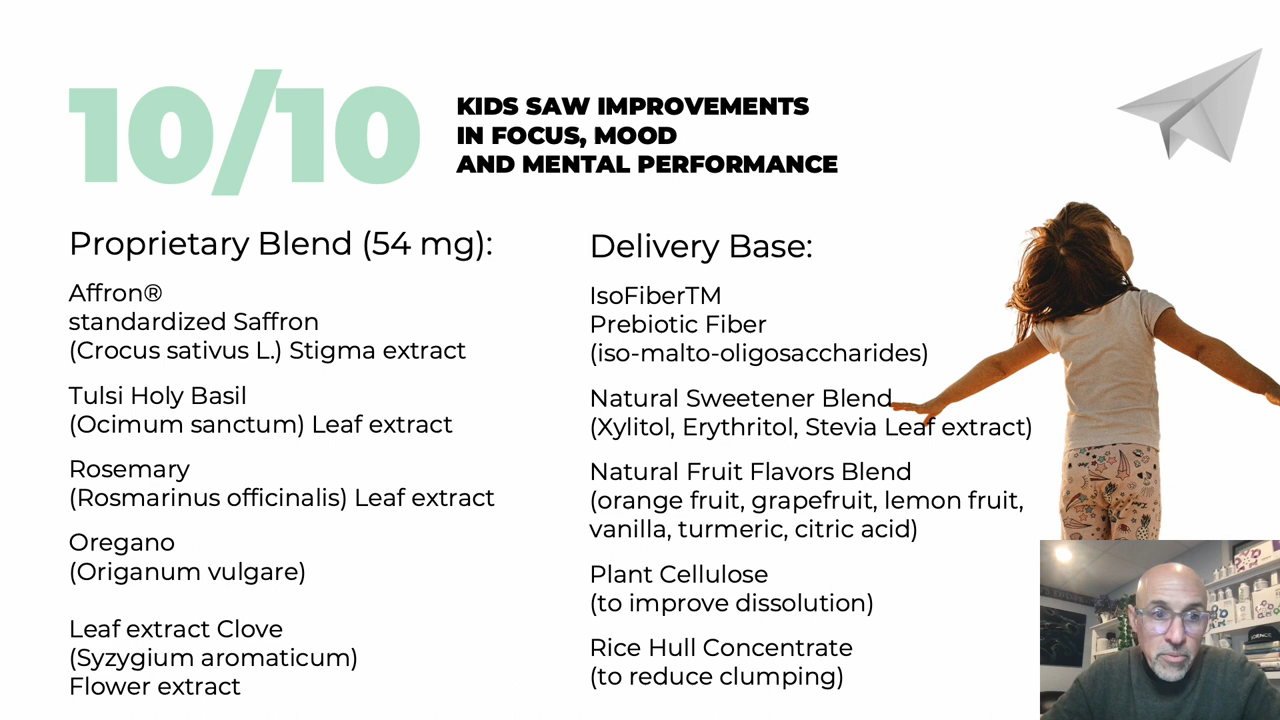 10/10
KIDS SAW IMPROVEMENTS
IN FOCUS, MOOD
AND MENTAL PERFORMANCE
Proprietary Blend (54 mg):
Affron®
standardized Saffron
(Crocus sativus L.) Stigma extract
Tulsi Holy Basil
(Ocimum sanctum) Leaf extract
Rosemary
(Rosmarinus officinalis) Leaf extract
Oregano
(Origanum vulgare)
Leaf extract Clove
(Syzygium aromaticum)
Flower extract
Delivery Base:
IsoFiberTM
Prebiotic Fiber
(iso-malto-oligosaccharides)
Natural Sweetener Blend
(Xylitol, Erythritol, Stevia Leaf extract)
Natural Fruit Flavors Blend
(orange fruit, grapefruit, lemon fruit,
vanilla, turmeric, citric acid)
Plant Cellulose
(to improve dissolution)
Rice Hull Concentrate
(to reduce clumping)